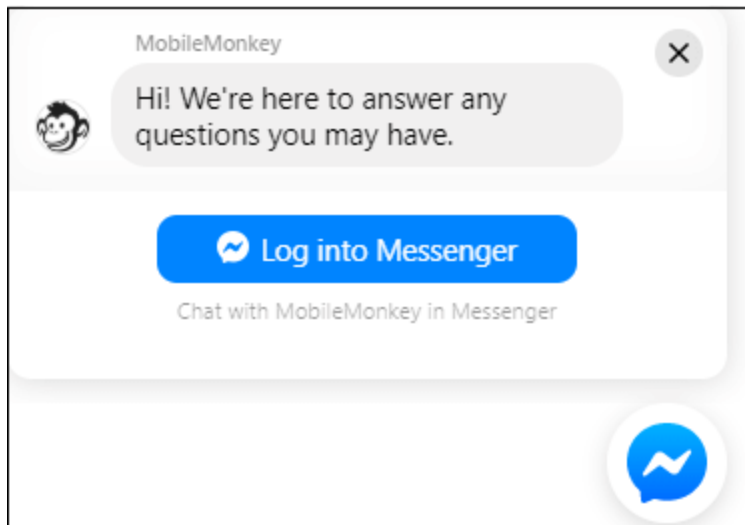 MobileMonkey
Hi! We're here to answer any
questions you may have.
Log into Messenger
Chat with MobileMonkey in Messenger